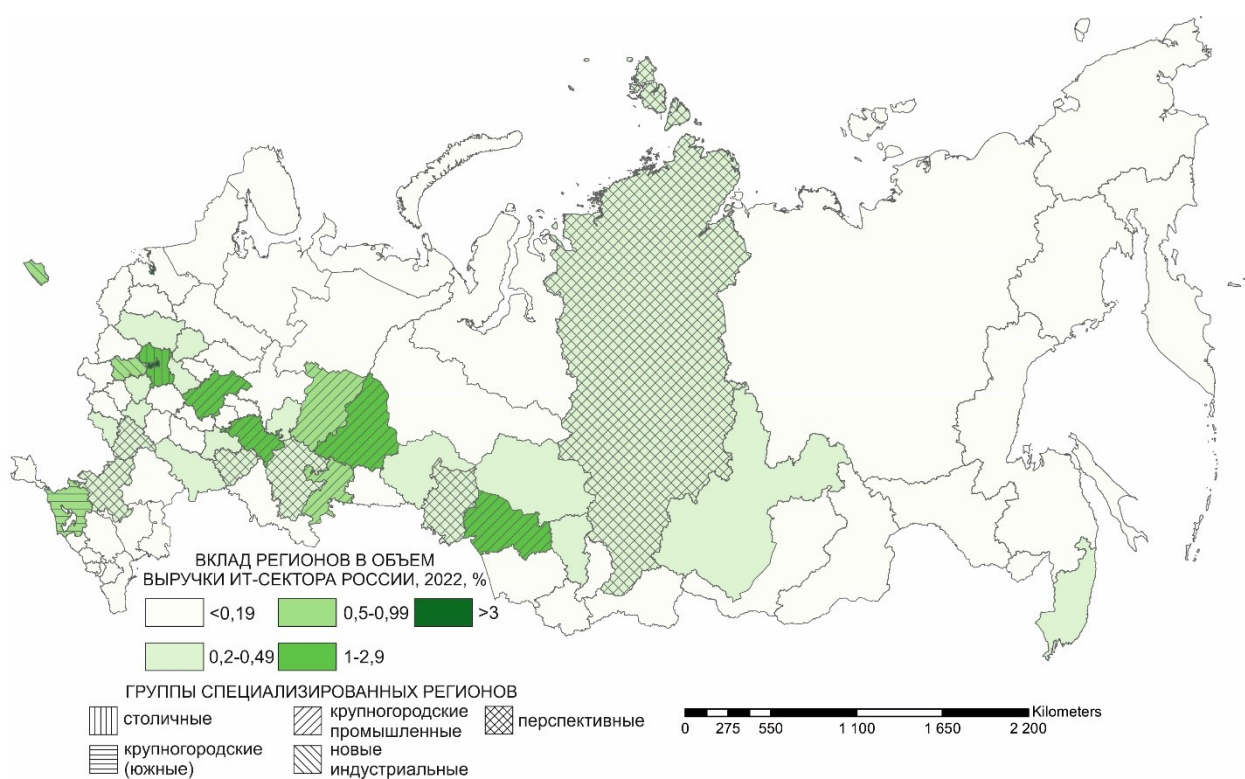 ВКЛАД РЕГИОНОВ В ОБЪЕМ
ВЫРУЧКИ ИТ-СЕКТОРА РОССИИ, 2022, %
<0,19
0,5-0,99
>3
0,2-0,49
1-2,9
ГРУППЫ СПЕЦИАЛИЗИРОВАННЫХ РЕГИОНОВ
столичные
крупногородские
промышленные
перспективные
крупногородские
(южные)
новые
индустриальные
Kilometers
0 275 550 1 100 1 650 2 200